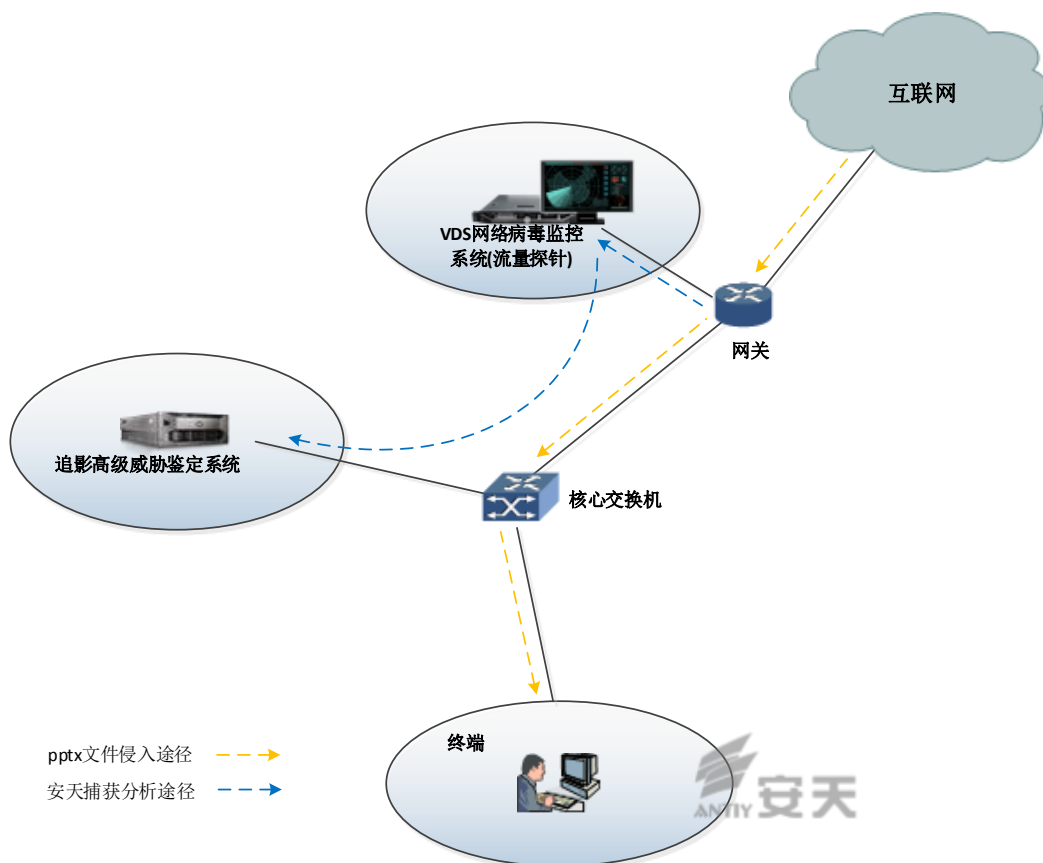 互联网
VDS网络病毒监控
系统(流量探针)
网关
追影高级威胁鉴定系统
核心交换机
终端
pptx文件侵入途径
安天捕获分析途径
ANTIY 安天